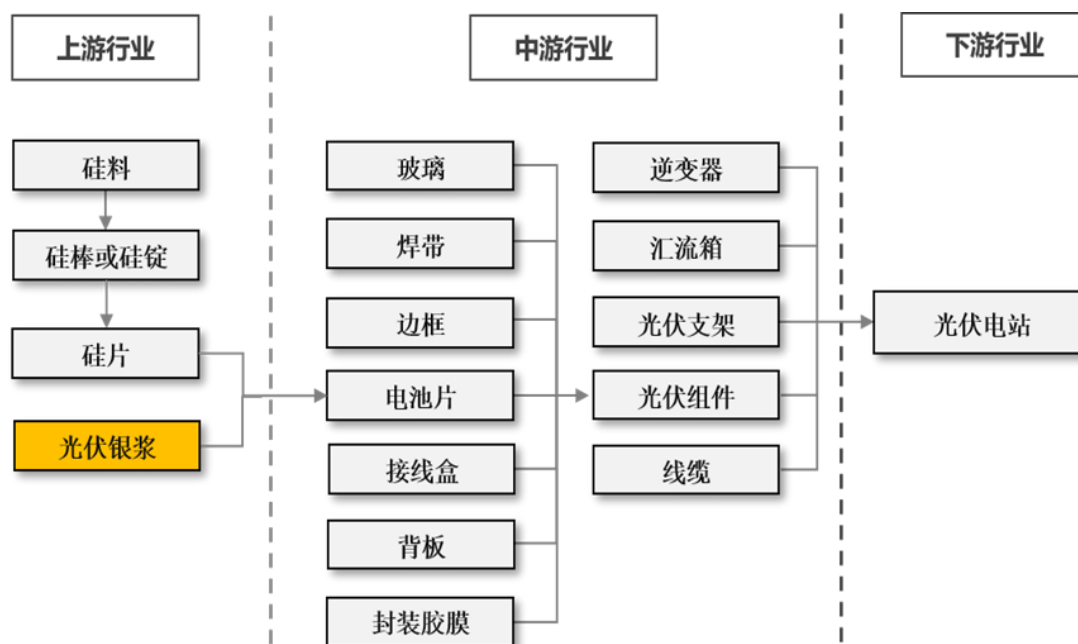 上游行业
中游行业
下游行业
硅料
硅棒或硅锭
硅片
光伏银浆
玻璃
焊带
边框
电池片
接线盒
背板
封装胶膜
逆变器
汇流箱
光伏支架
光伏组件
线缆
光伏电站